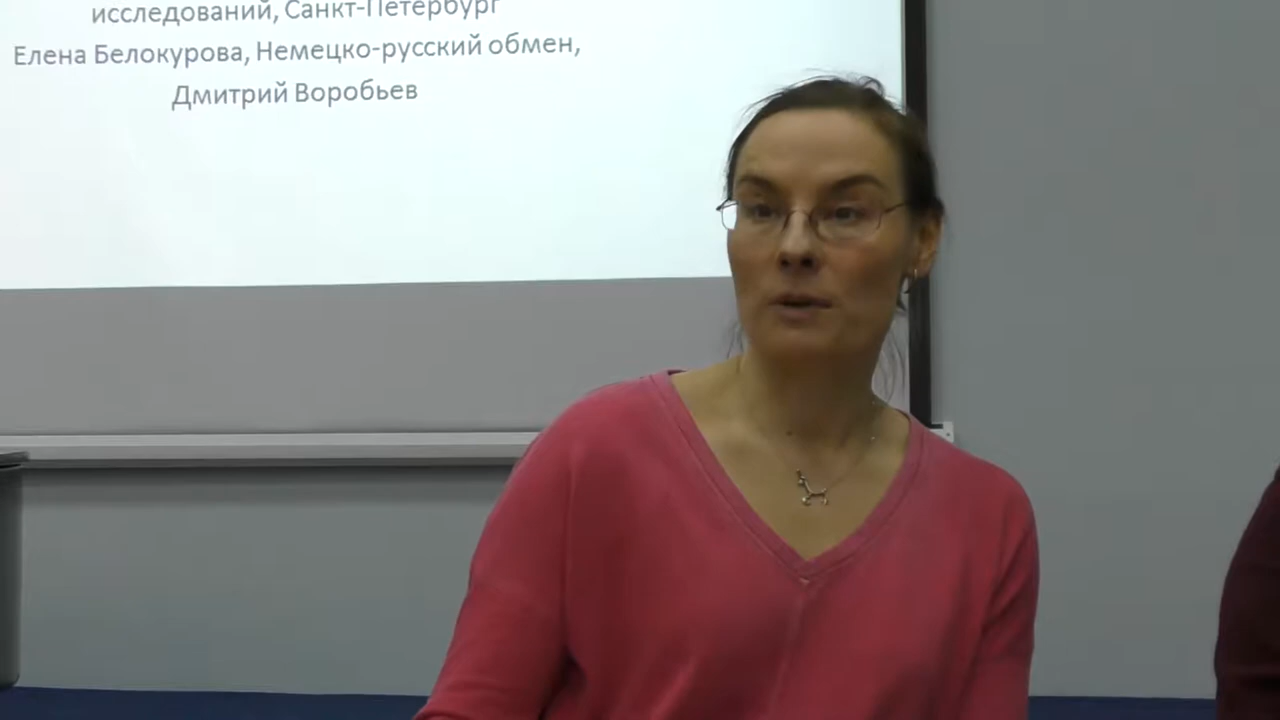 исследований, Санкт-Петербург
Елена Белокурова, Немецко-русский обмен,
Дмитрий Воробьев